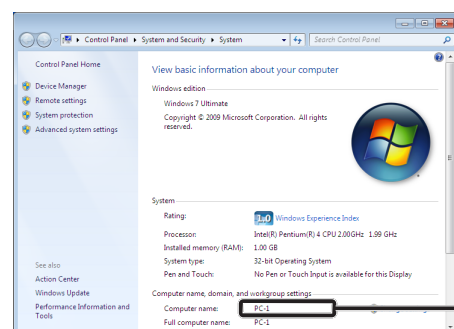 Control Panel ▸ System and Security ▸ System
Search Control Panel
Control Panel Home
Device Manager
Remote settings
System protection
Advanced system settings
See also
Action Center
Windows Update
Performance Information and
Tools
View basic information about your computer
Windows edition
Windows 7 Ultimate
Copyright © 2009 Microsoft Corporation. All rights
reserved.
System
Rating:
1.0 Windows Experience Index
Processor: Intel(R) Pentium(R) 4 CPU 2.00GHz 1.99 GHz
Installed memory (RAM): 1.00 GB
System type: 32-bit Operating System
Pen and Touch: No Pen or Touch Input is available for this Display
Computer name, domain, and workgroup settings
Computer name: PC-1
Full computer name: PC-1